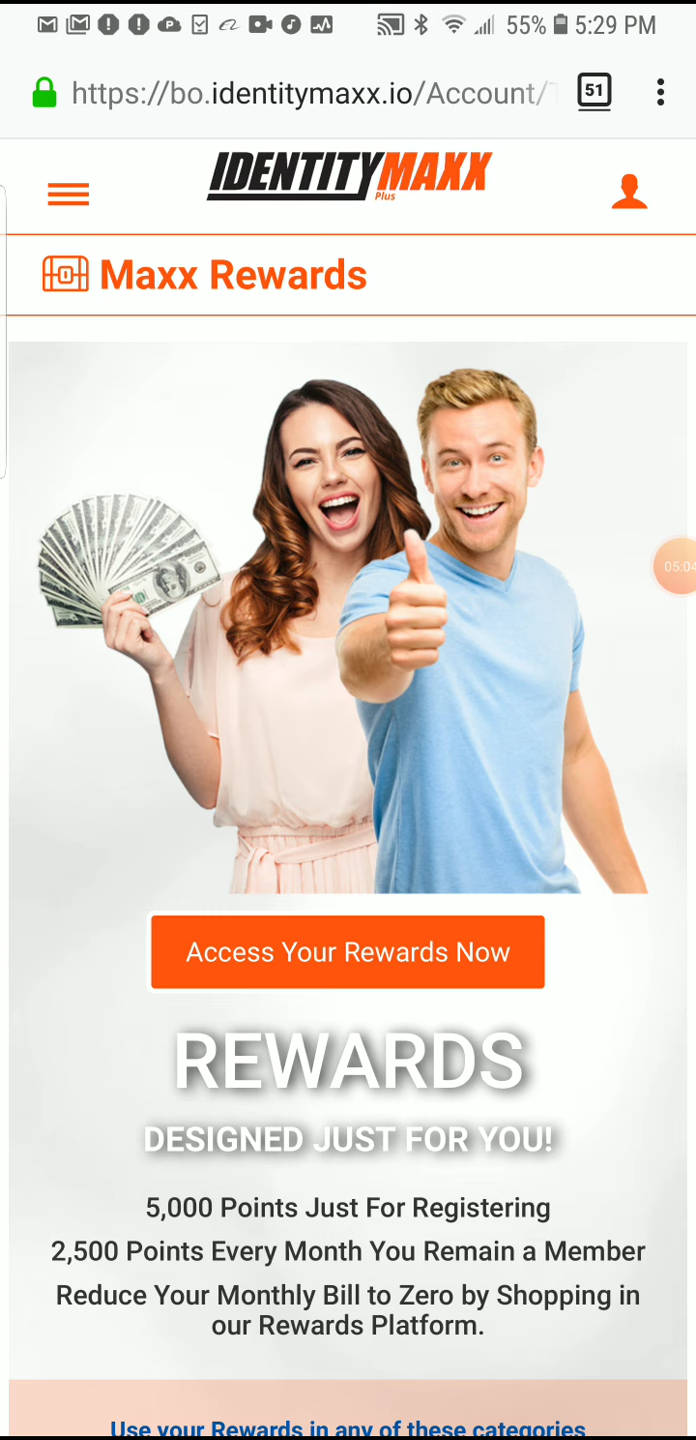 55% 5:29 PM
https://bo.identitymaxx.io/Account/
51
IDENTITYMAXX
Plus
Maxx Rewards
05:04
Access Your Rewards Now
REWARDS
DESIGNED JUST FOR YOU!
5,000 Points Just For Registering
2,500 Points Every Month You Remain a Member
Reduce Your Monthly Bill to Zero by Shopping in
our Rewards Platform.
Use your Rewards in any of these categories